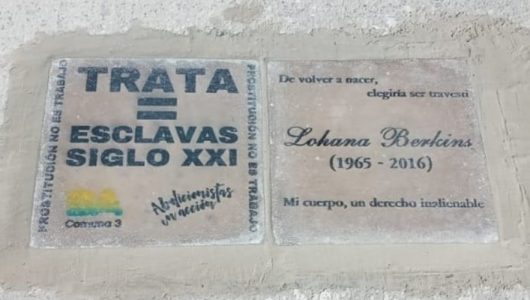 PROSTITUCIÓN NO ES TRABAJO
TRATA
=
ESCLAVAS
SIGLO XXI
PROSTITUCIÓN NO ES TRABAJO
Comuna 3
Abolicionistas
en acción
De volver a nacer,
elegiría ser travesti
Lohana Berkins
(1965 - 2016)
Mi cuerpo, un derecho inalienable